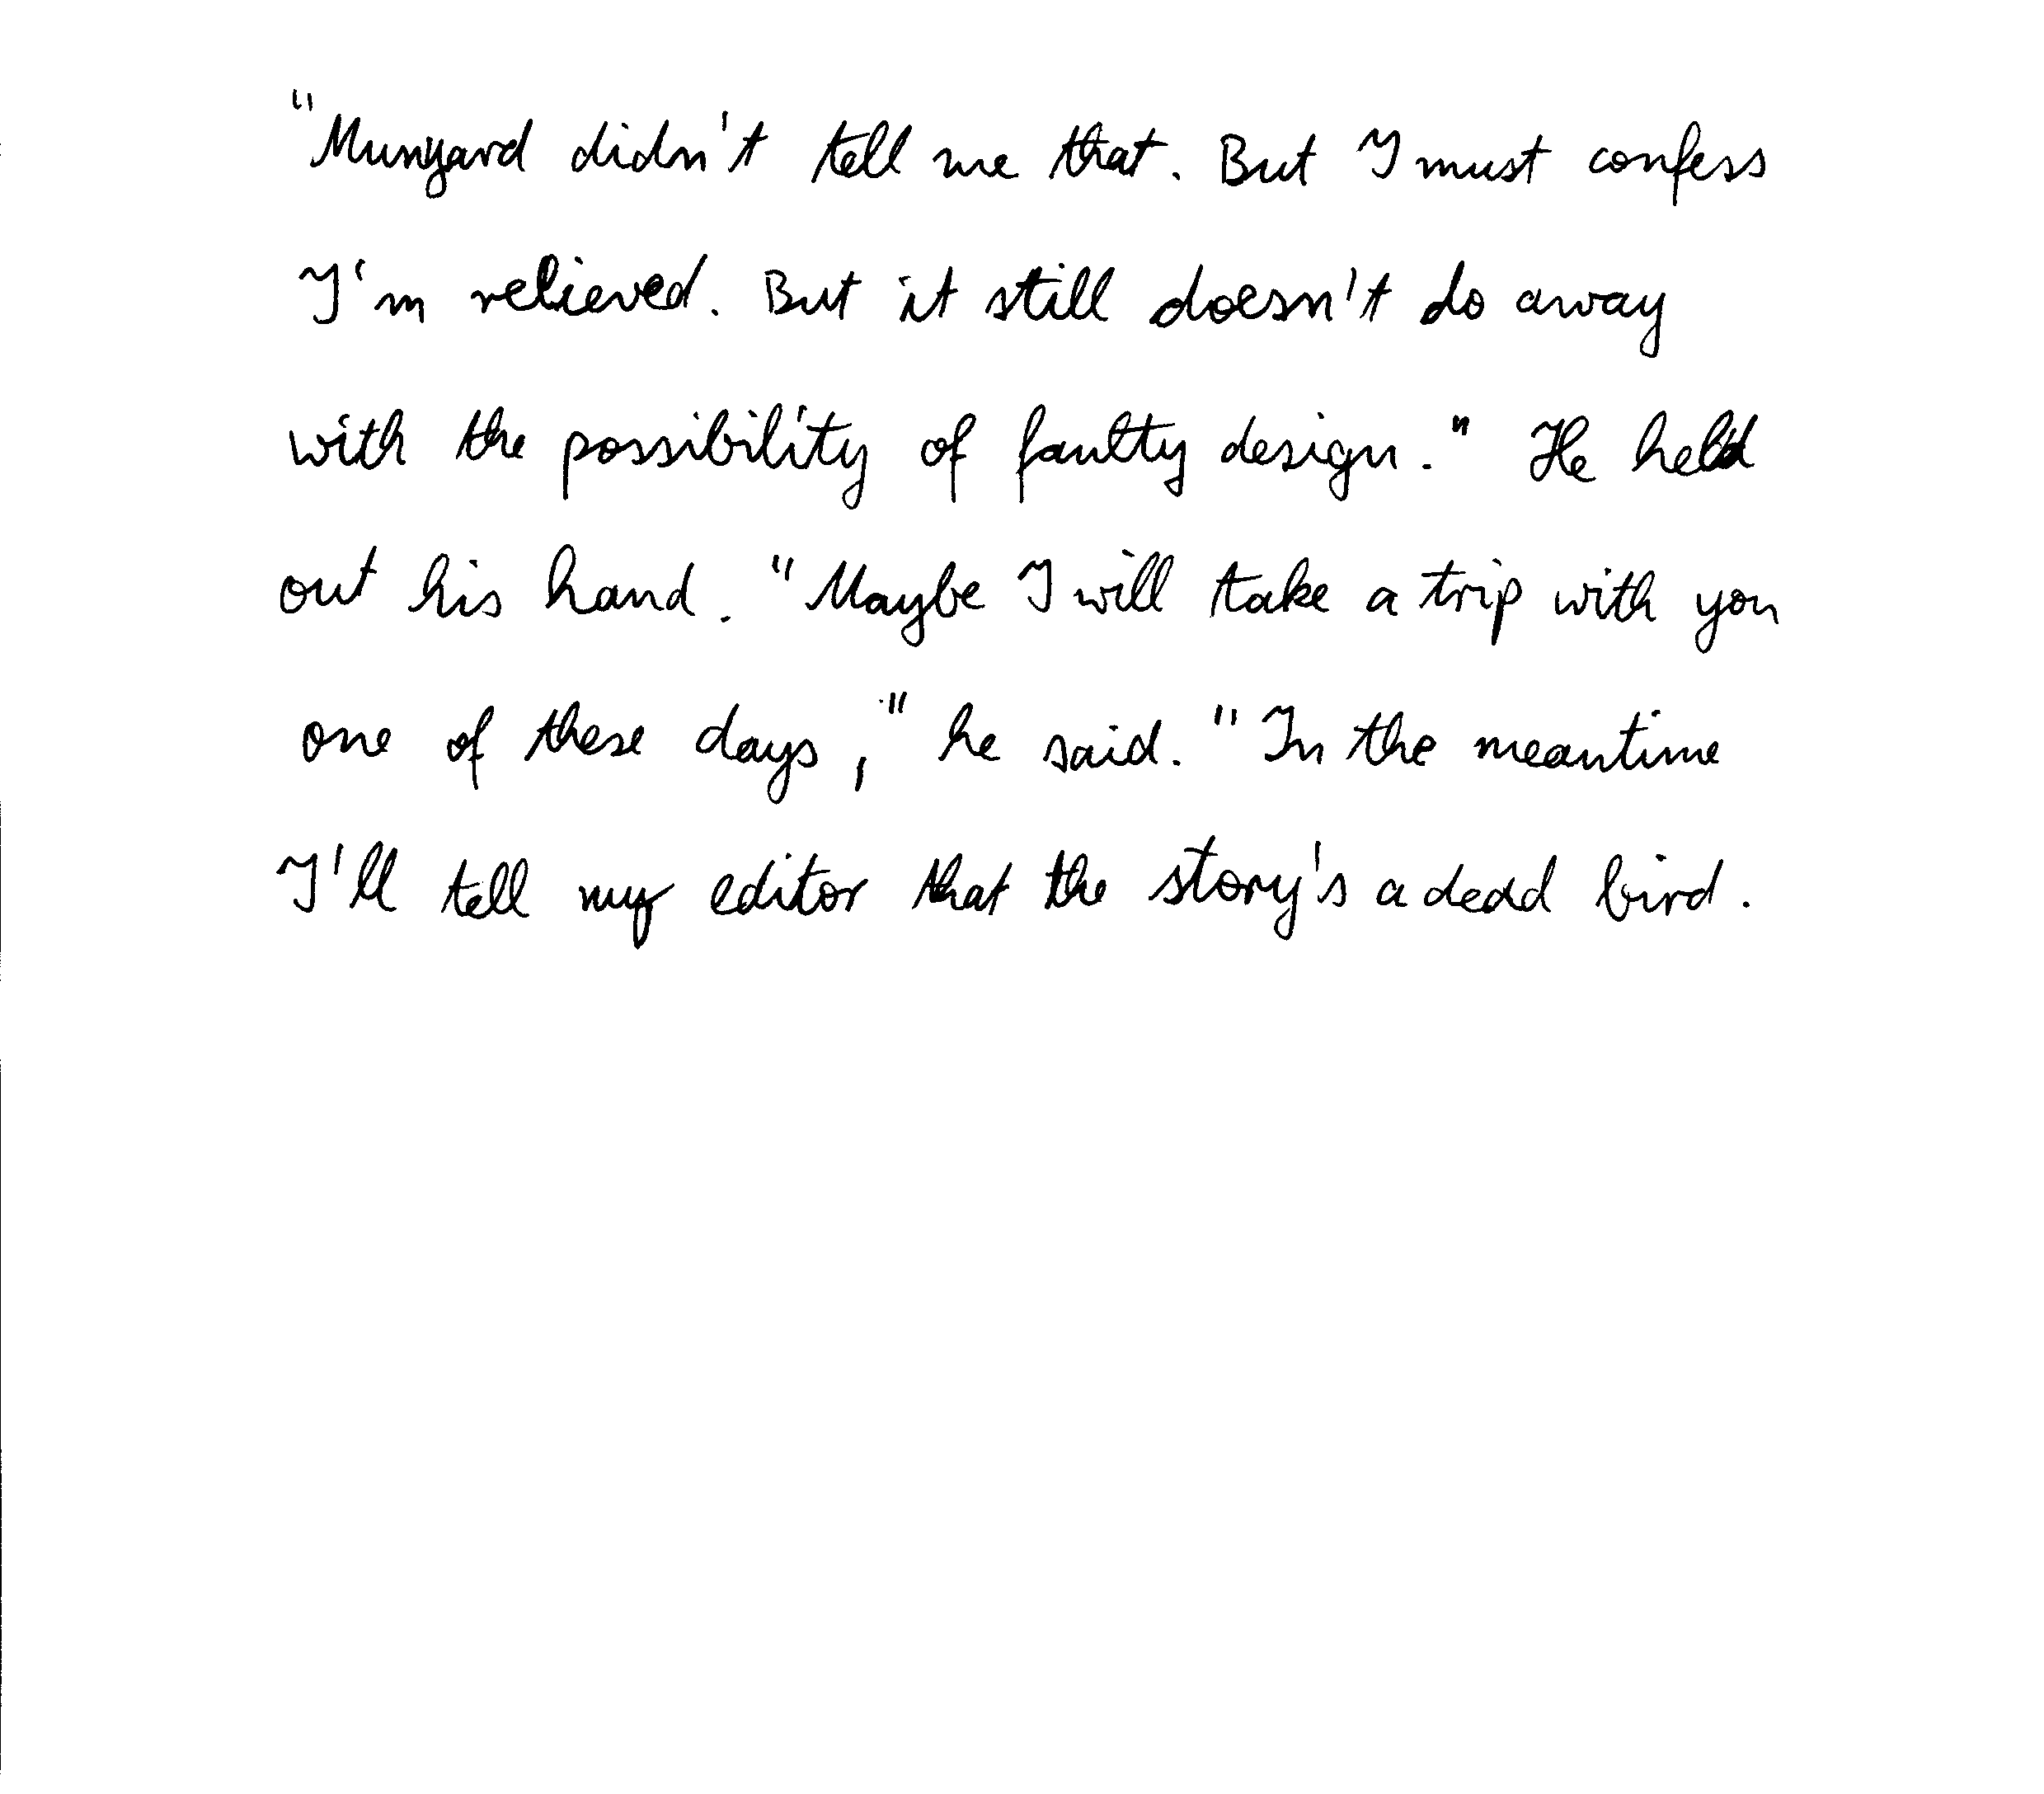 "Munyard didn't tell me that. But I must confess
I'm relieved. But it still doesn't do away
with the possibility of faulty design." He held
out his hand. "Maybe I will take a trip with you
one of these days," he said. "In the meantime
I'll tell my editor that the story's a dead bird.